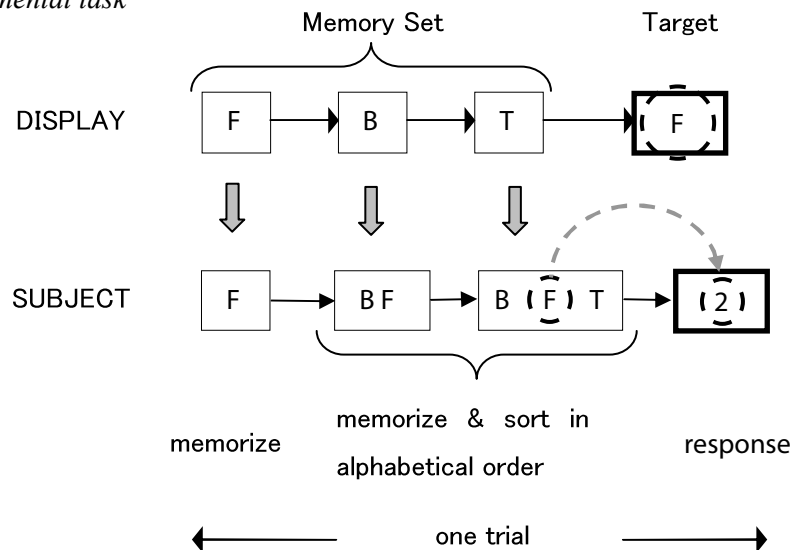 mental task
Memory Set Target
DISPLAY F B T F
SUBJECT F B F B F T 2
memorize & sort in
memorize response
alphabetical order
one trial